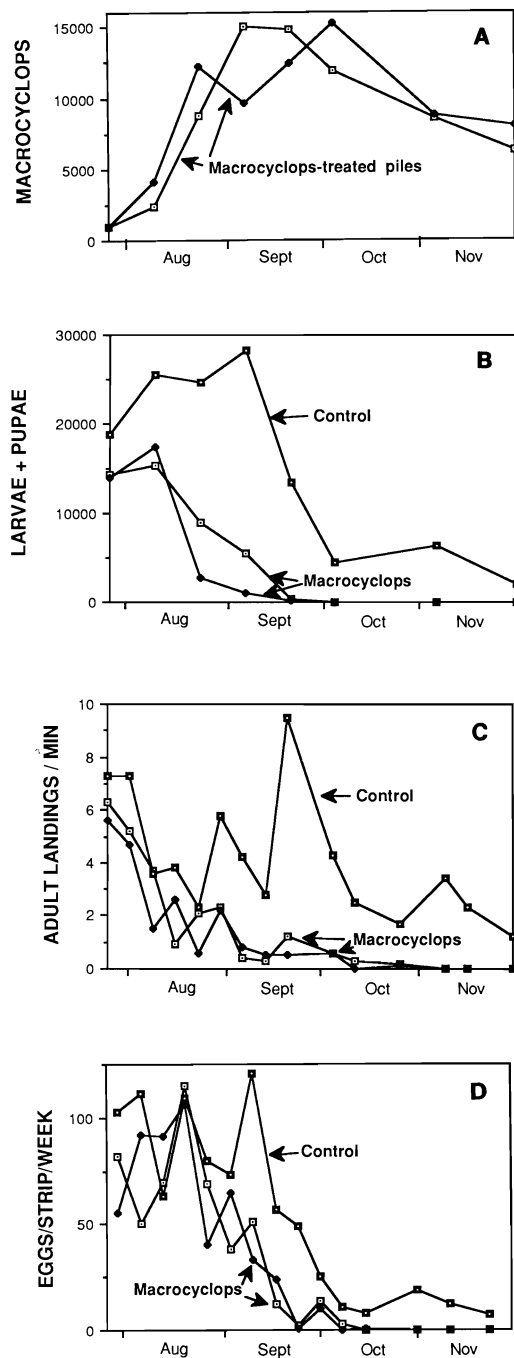 A
MACROCYCLOPS
15000
10000
5000
0
Macrocyclops-treated piles
Aug Sept Oct Nov
B
LARVAE + PUPAE
30000
20000
10000
0
Control
Macrocyclops
Aug Sept Oct Nov
C
ADULT LANDINGS / MIN
10
8
6
4
2
0
Control
Macrocyclops
Aug Sept Oct Nov
D
EGGS/STRIP/WEEK
100
50
0
Control
Macrocyclops
Aug Sept Oct Nov